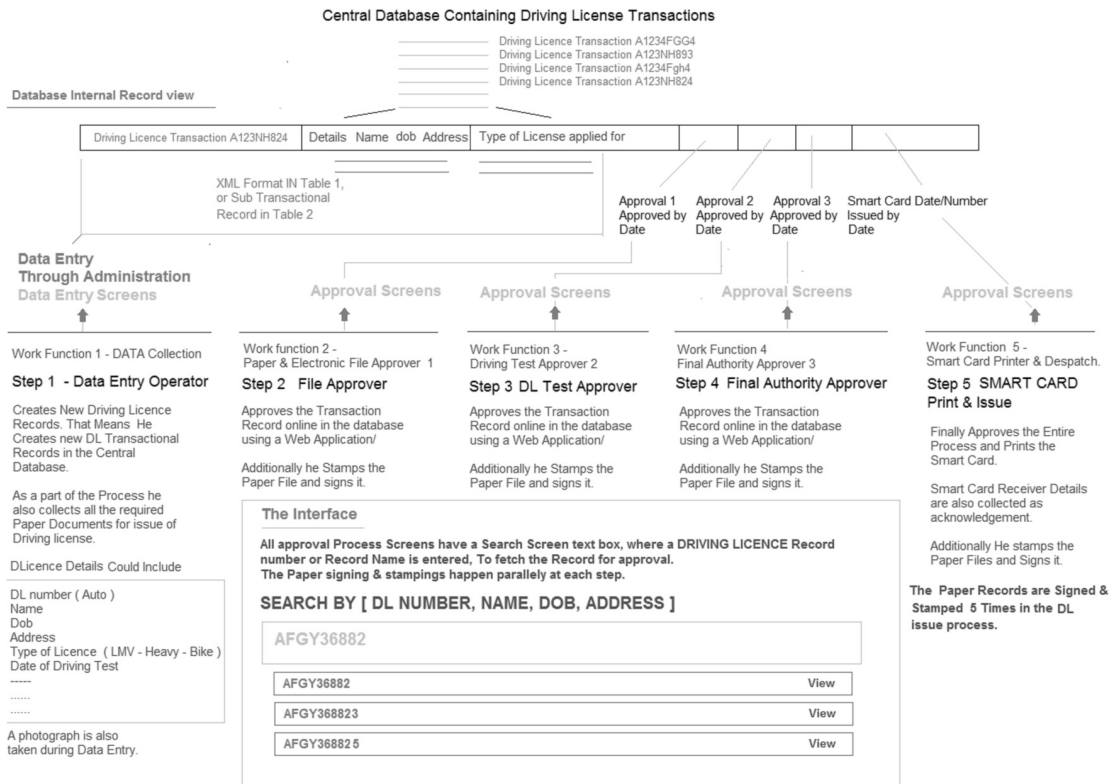 Central Database Containing Driving License Transactions
Driving Licence Transaction A1234FGG4
Driving Licence Transaction A123NH893
Driving Licence Transaction A1234Fgh4
Driving Licence Transaction A123NH824
Database Internal Record view
Driving Licence Transaction A123NH824 Details Name dob Address Type of License applied for
XML Format IN Table 1,
or Sub Transactional
Record in Table 2
Approval 1
Approved by
Date
Approval 2
Approved by
Date
Approval 3
Approved by
Date
Smart Card Date/Number
Issued by
Date
Data Entry
Through Administration
Data Entry Screens
Approval Screens
Approval Screens
Approval Screens
Approval Screens
Work Function 1 - DATA Collection
Step 1 - Data Entry Operator
Creates New Driving Licence
Records. That Means He
Creates new DL Transactional
Records in the Central
Database.
As a part of the Process he
also collects all the required
Paper Documents for issue of
Driving license.
DLicence Details Could Include
DL number ( Auto )
Name
Dob
Address
Type of Licence ( LMV - Heavy - Bike )
Date of Driving Test
-----
......
......
A photograph is also
taken during Data Entry.
Work function 2 -
Paper & Electronic File Approver 1
Step 2 File Approver
Approves the Transaction
Record online in the database
using a Web Application/
Additionally he Stamps the
Paper File and signs it.
Work Function 3 -
Driving Test Approver 2
Step 3 DL Test Approver
Approves the Transaction
Record online in the database
using a Web Application/
Additionally he Stamps the
Paper File and signs it.
Work Function 4
Final Authority Approver 3
Step 4 Final Authority Approver
Approves the Transaction
Record online in the database
using a Web Application/
Additionally he Stamps the
Paper File and signs it.
Work Function 5 -
Smart Card Printer & Despatch.
Step 5 SMART CARD
Print & Issue
Finally Approves the Entire
Process and Prints the
Smart Card.
Smart Card Receiver Details
are also collected as
acknowledgement.
Additionally He stamps the
Paper Files and Signs it.
The Paper Records are Signed &
Stamped 5 Times in the DL
issue process.
The Interface
All approval Process Screens have a Search Screen text box, where a DRIVING LICENCE Record
number or Record Name is entered, To fetch the Record for approval.
The Paper signing & stampings happen parallely at each step.
SEARCH BY [ DL NUMBER, NAME, DOB, ADDRESS ]
AFGY36882
AFGY36882 View
AFGY368823 View
AFGY368825 View